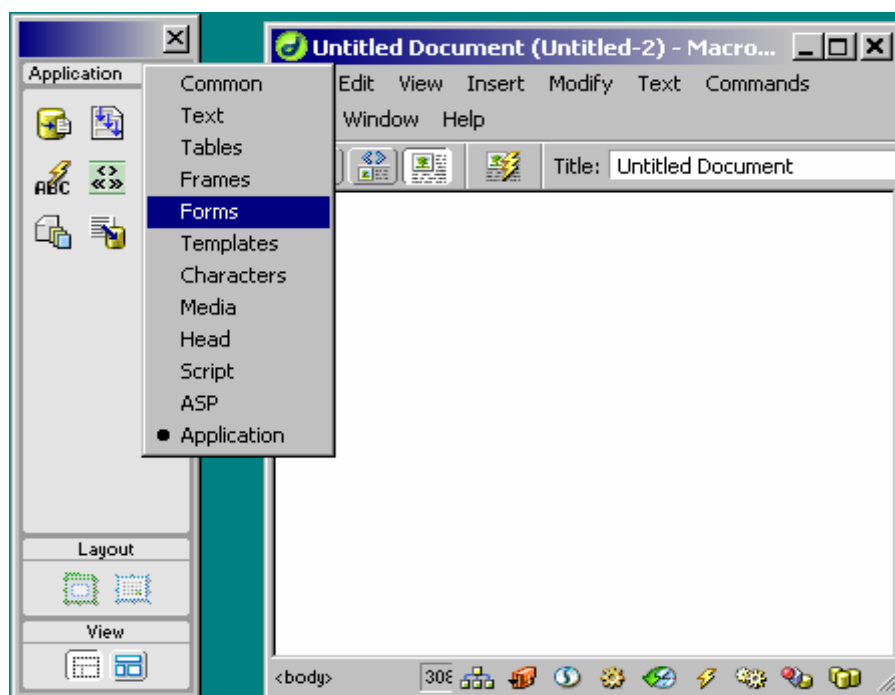 Untitled Document (Untitled-2) - Macro...
Application
Edit View Insert Modify Text Commands
Window Help
Title: Untitled Document
Common
Text
Tables
Frames
Forms
Templates
Characters
Media
Head
Script
ASP
Application
ABC
Layout
View
<body> 308